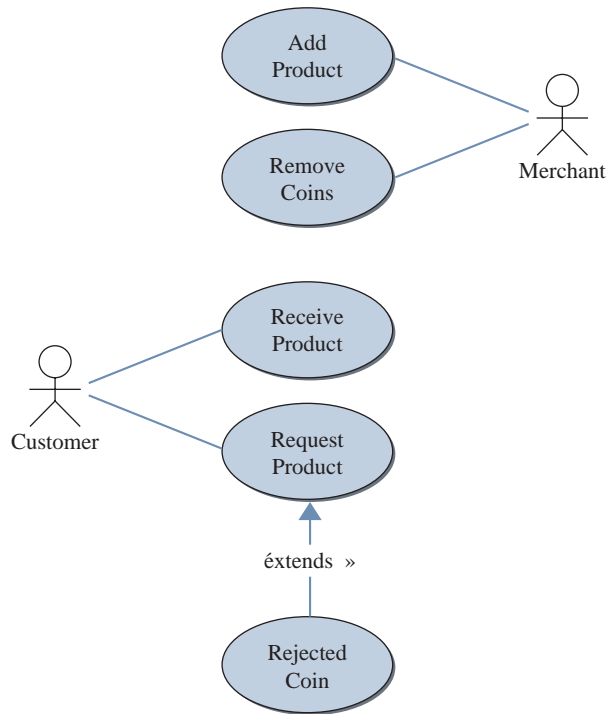 Add
Product
Remove
Coins
Merchant
Receive
Product
Customer
Request
Product
éxtends »
Rejected
Coin